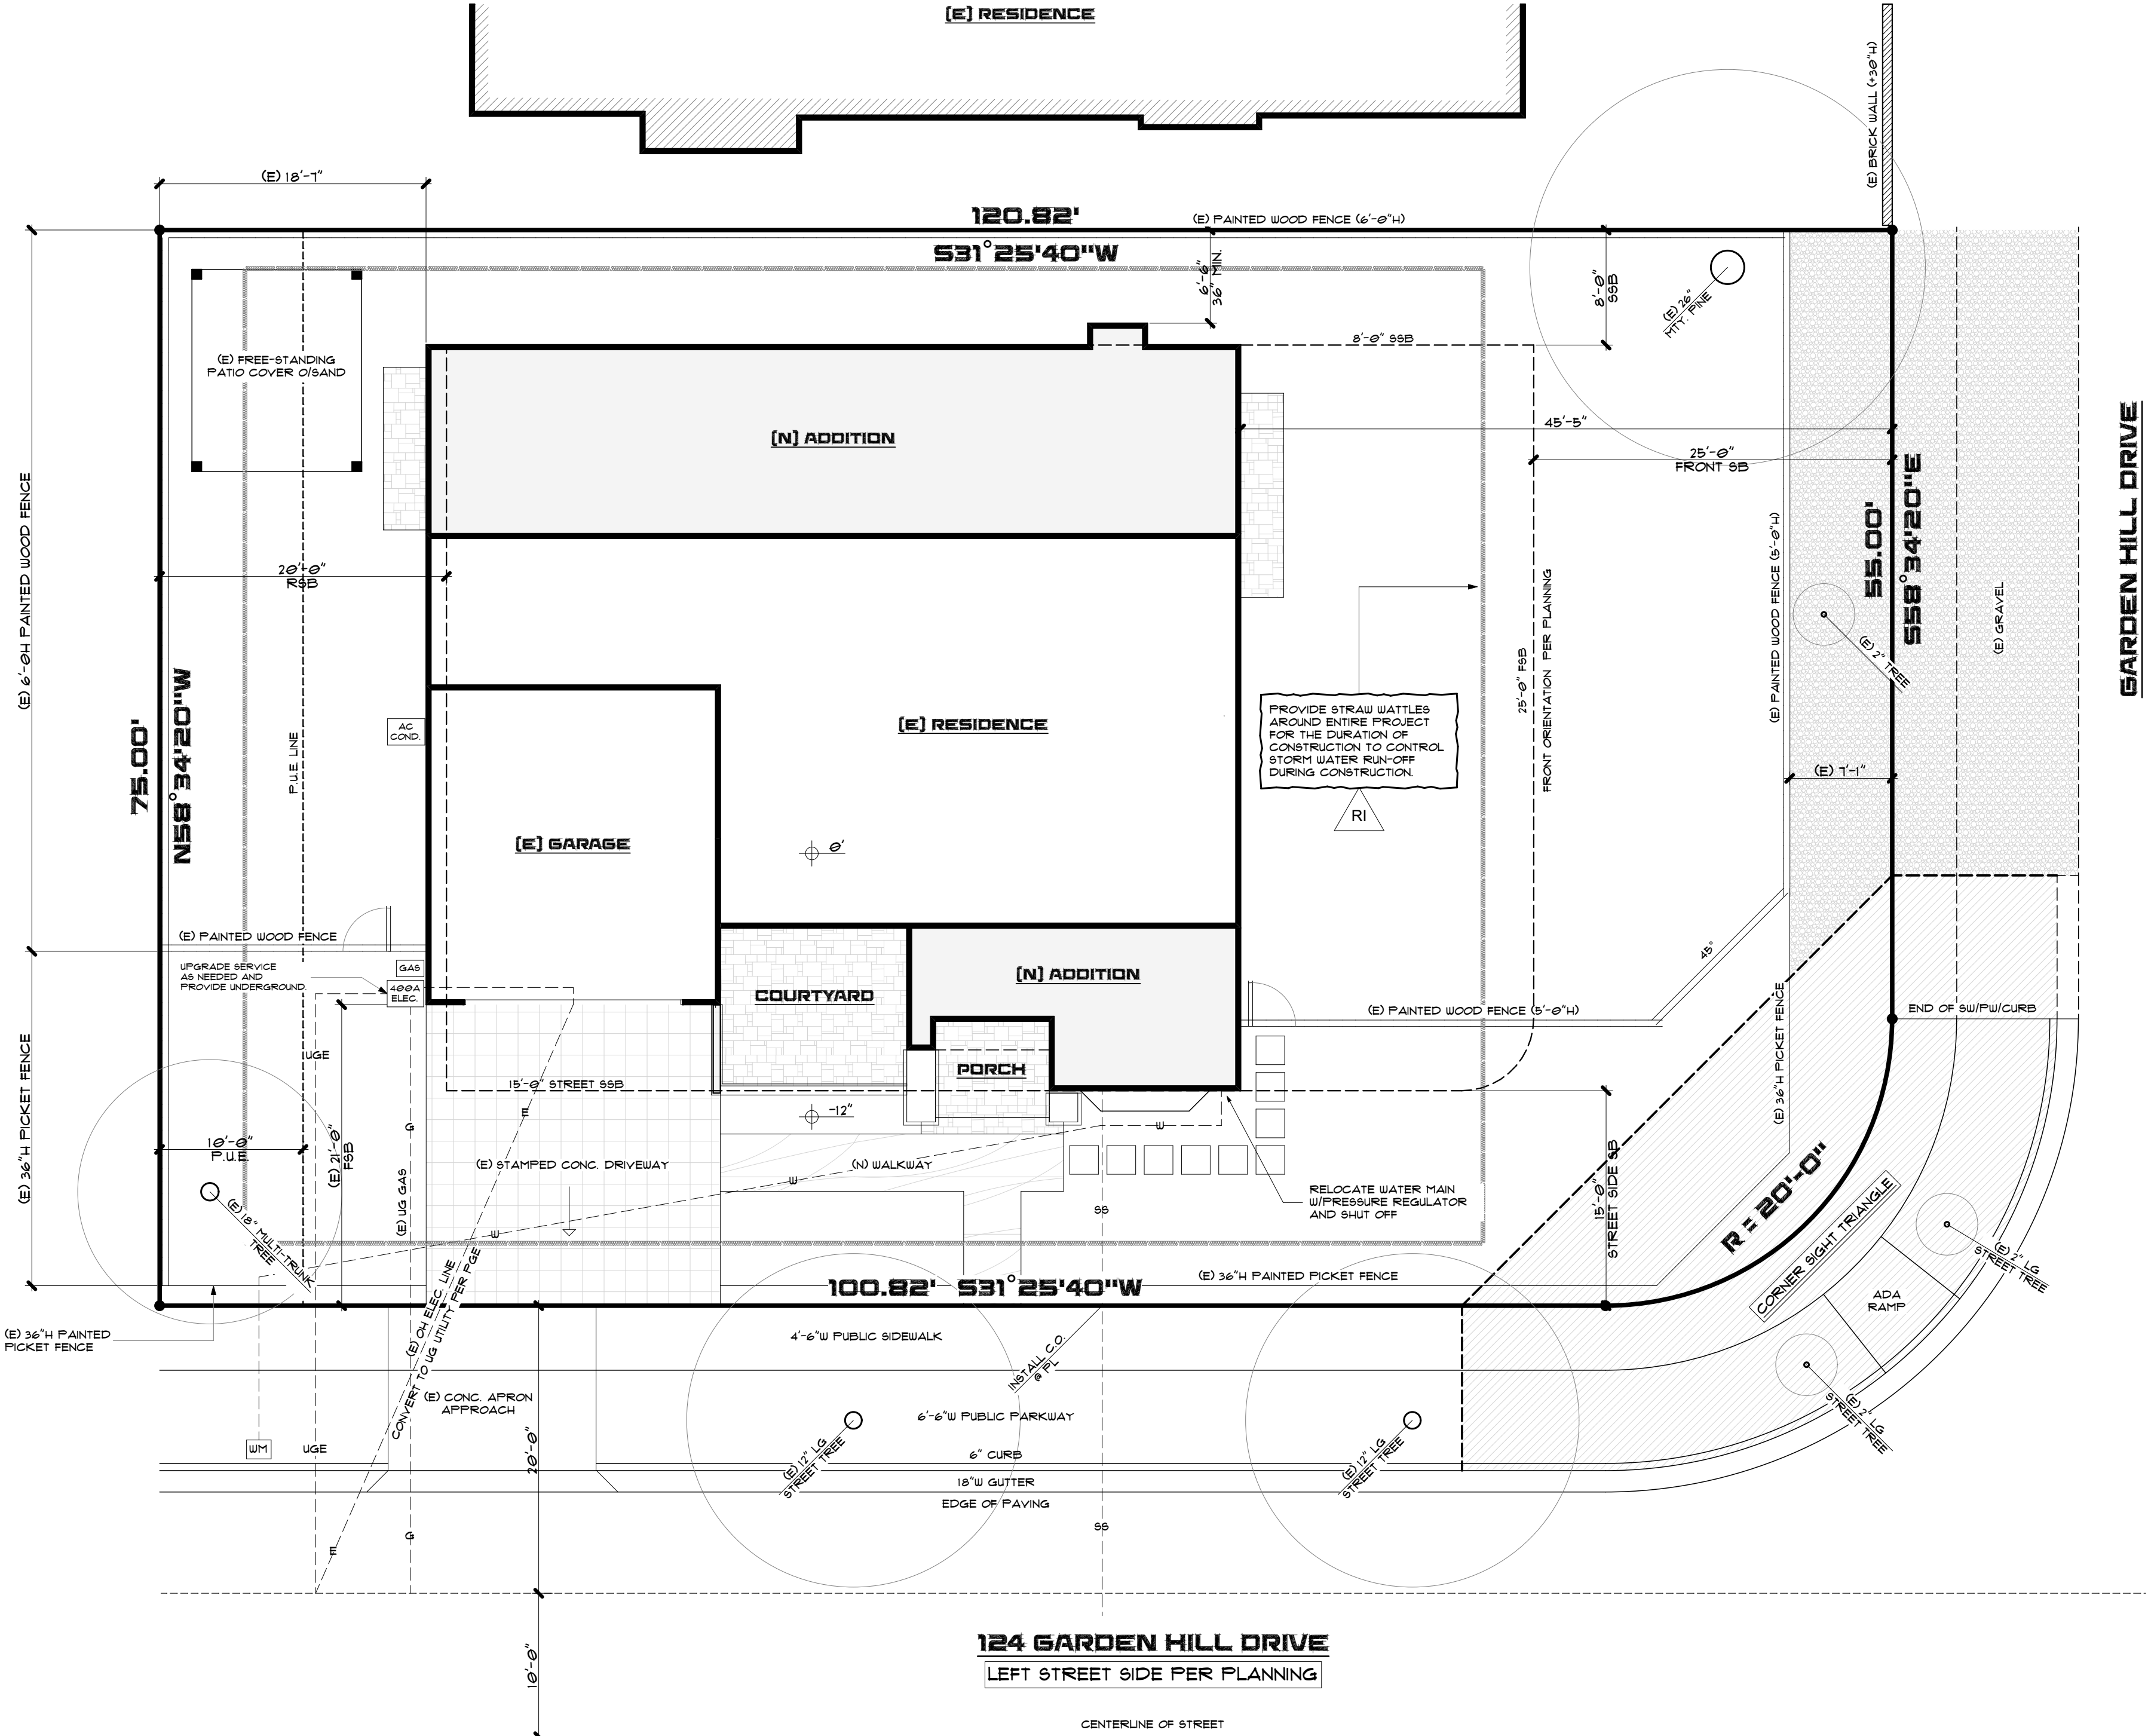 (E) RESIDENCE
(E) BRICK WALL (+30"H)
(E) 18'-7"
120.82'
S31°25'40"W
(E) PAINTED WOOD FENCE (6'-0"H)
6'-6"
36" MIN.
8'-0"
SSB
(E) 26"
MTY. PINE
(E) FREE-STANDING
PATIO COVER O/SAND
8'-0" SSB
(N) ADDITION
45'-5"
25'-0"
FRONT SB
GARDEN HILL DRIVE
(E) 6'-0H PAINTED WOOD FENCE
20'-0"
RSB
55.00'
S58°34'20"E
(E) PAINTED WOOD FENCE (5'-0"H)
(E) GRAVEL
(E) 2" TREE
25'-0" FSB
FRONT ORIENTATION PER PLANNING
75.00'
N58°34'20"W
P.U.E. LINE
AC
COND.
(E) RESIDENCE
PROVIDE STRAW WATTLES
AROUND ENTIRE PROJECT
FOR THE DURATION OF
CONSTRUCTION TO CONTROL
STORM WATER RUN-OFF
DURING CONSTRUCTION.
RI
(E) 7'-1"
(E) GARAGE
0'
(E) PAINTED WOOD FENCE
UPGRADE SERVICE
AS NEEDED AND
PROVIDE UNDERGROUND.
GAS
400A
ELEC.
COURTYARD
(N) ADDITION
45°
(E) PAINTED WOOD FENCE (5'-0"H)
END OF SW/PW/CURB
(E) 36"H PICKET FENCE
(E) 36"H PICKET FENCE
UGE
PORCH
15'-0" STREET SSB
E
-12"
G
W
10'-0"
P.U.E.
(E) 21'-0"
FSB
(E) UG GAS
(E) STAMPED CONC. DRIVEWAY
(N) WALKWAY
W
W
SS
RELOCATE WATER MAIN
W/PRESSURE REGULATOR
AND SHUT OFF
15'-0"
STREET SIDE SB
R = 20'-0"
CORNER SIGHT TRIANGLE
(E) 18" MULTI-TRUNK
TREE
(E) 2" LG
STREET TREE
ADA
RAMP
(E) 2" LG
STREET TREE
100.82' S31°25'40"W
(E) 36"H PAINTED PICKET FENCE
(E) 36"H PAINTED
PICKET FENCE
(E) OH ELEC. LINE
CONVERT TO UG UTILITY PER PGE
4'-6"W PUBLIC SIDEWALK
INSTALL C.O.
@ PL
(E) CONC. APRON
APPROACH
6'-6"W PUBLIC PARKWAY
WM
UGE
20'-0"
6" CURB
(E) 12" LG
STREET TREE
(E) 12" LG
STREET TREE
18"W GUTTER
EDGE OF PAVING
SS
G
E
124 GARDEN HILL DRIVE
LEFT STREET SIDE PER PLANNING
10'-0"
CENTERLINE OF STREET